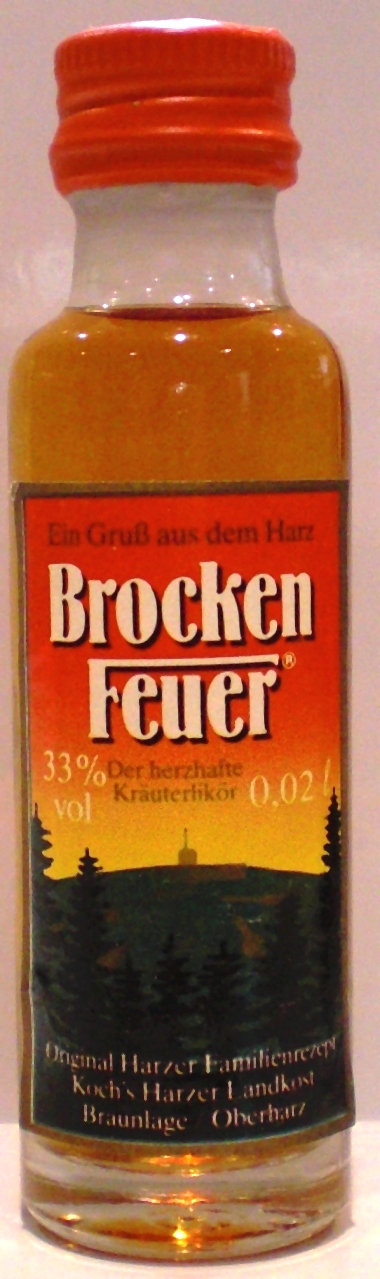 Ein Gruß aus dem Harz
Brocken
Feuer®
33% vol
Der herzhafte
Kräuterlikör
0,02 l
Original Harzer Familienrezept
Koch's Harzer Landkost
Braunlage / Oberharz